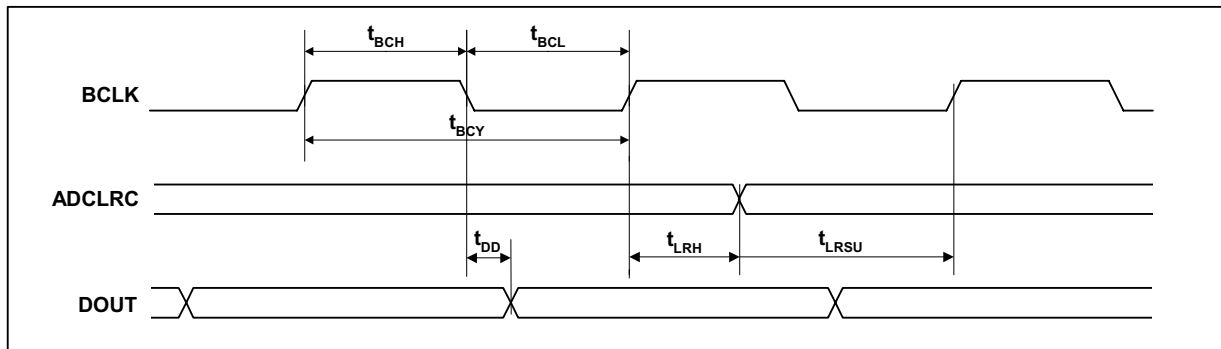 tBCH
tBCL
BCLK
tBCY
ADCLRC
tDD
tLRH
tLRSU
DOUT